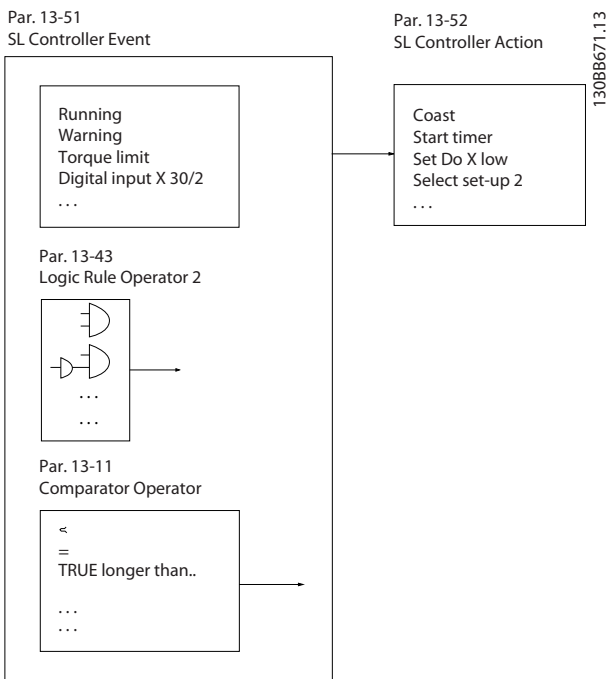 Par. 13-51
SL Controller Event
Par. 13-52
SL Controller Action
130BB671.13
Running
Warning
Torque limit
Digital input X 30/2
. . .
Coast
Start timer
Set Do X low
Select set-up 2
. . .
Par. 13-43
Logic Rule Operator 2
. . .
. . .
Par. 13-11
Comparator Operator
<
=
TRUE longer than..
. . .
. . .